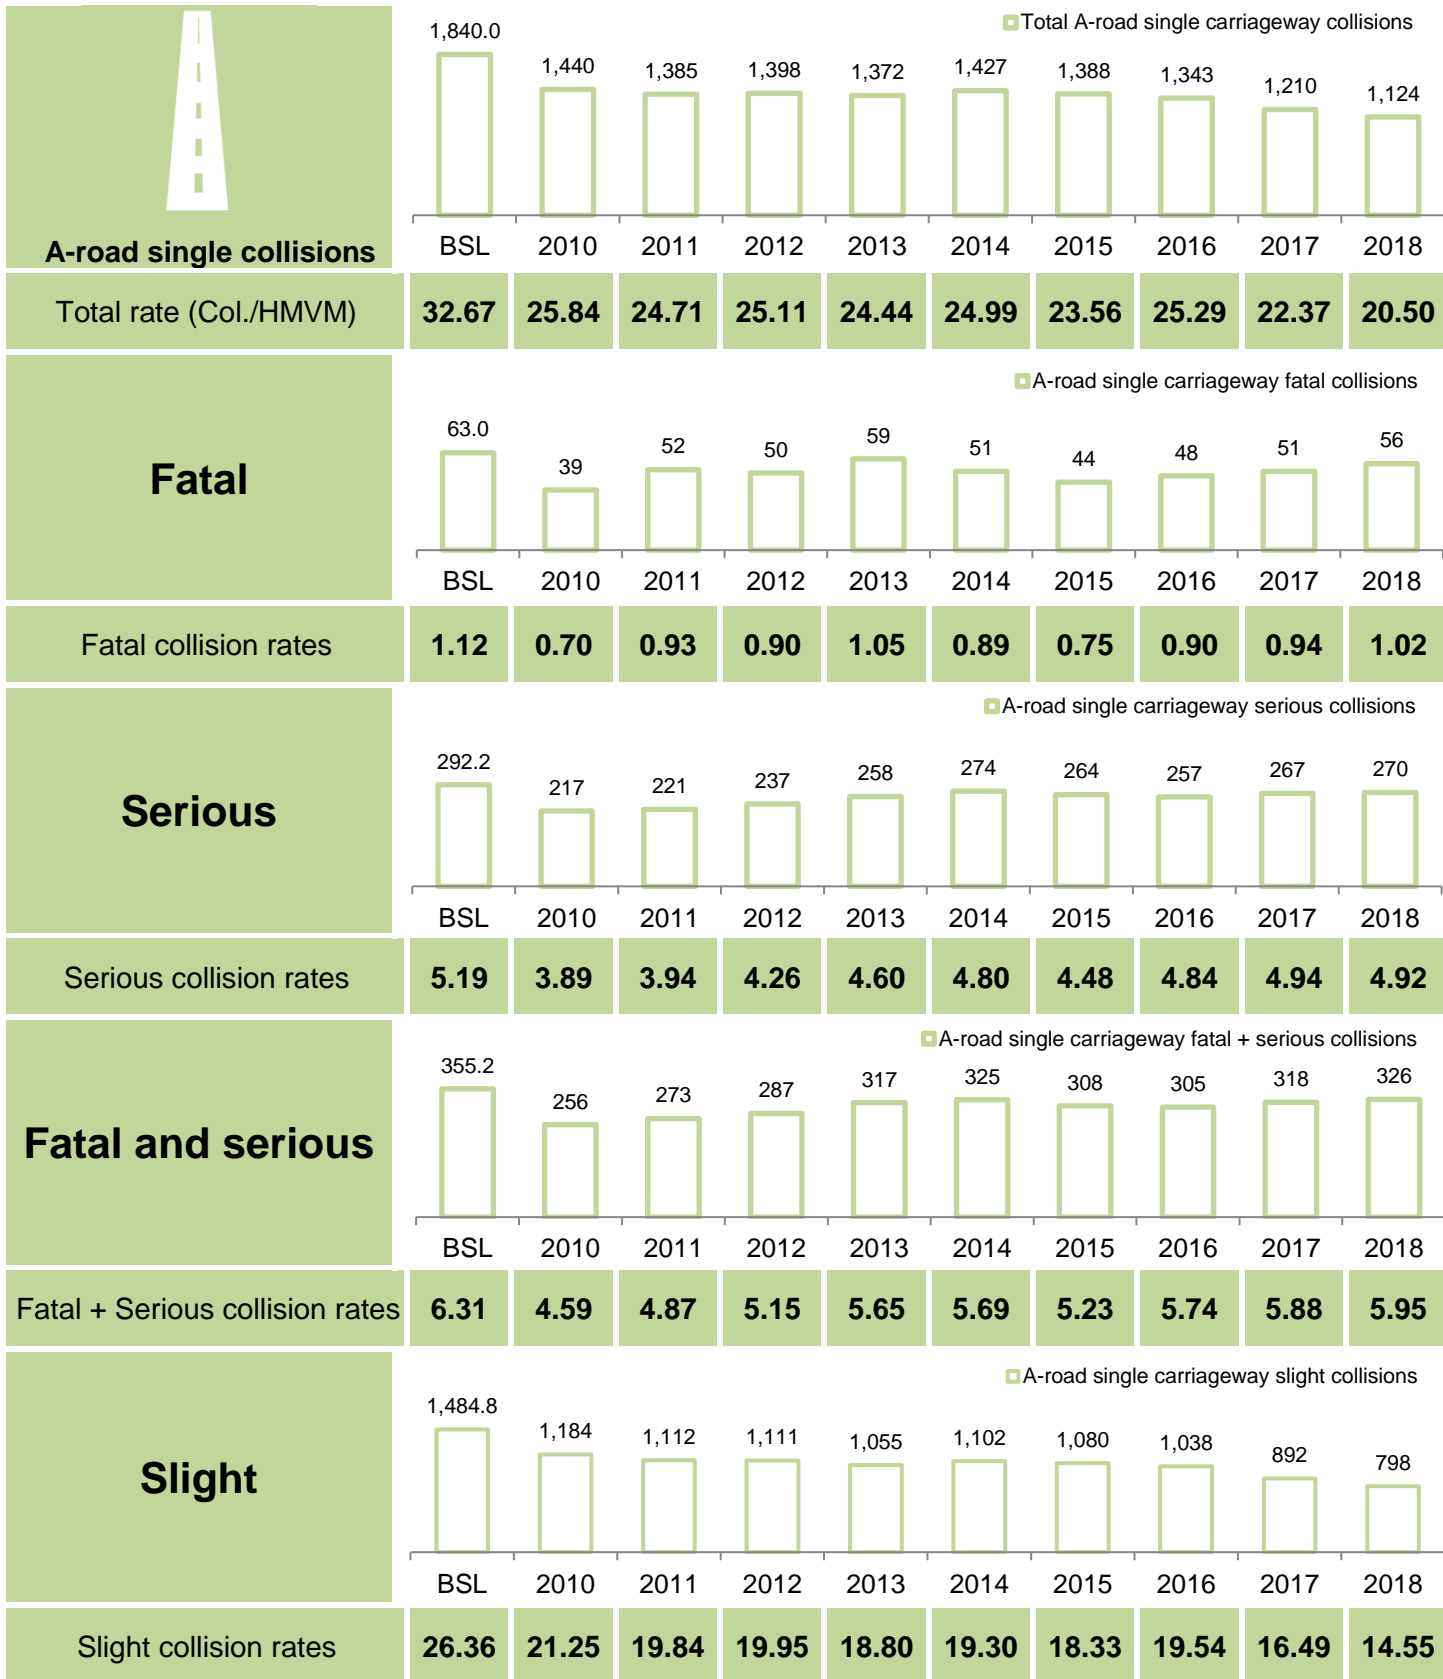 Total A-road single carriageway collisions
1,840.0 1,440 1,385 1,398 1,372 1,427 1,388 1,343 1,210 1,124
A-road single collisions
BSL 2010 2011 2012 2013 2014 2015 2016 2017 2018
Total rate (Col./HMVM) 32.67 25.84 24.71 25.11 24.44 24.99 23.56 25.29 22.37 20.50
A-road single carriageway fatal collisions
63.0 39 52 50 59 51 44 48 51 56
Fatal
BSL 2010 2011 2012 2013 2014 2015 2016 2017 2018
Fatal collision rates 1.12 0.70 0.93 0.90 1.05 0.89 0.75 0.90 0.94 1.02
A-road single carriageway serious collisions
292.2 217 221 237 258 274 264 257 267 270
Serious
BSL 2010 2011 2012 2013 2014 2015 2016 2017 2018
Serious collision rates 5.19 3.89 3.94 4.26 4.60 4.80 4.48 4.84 4.94 4.92
A-road single carriageway fatal + serious collisions
355.2 256 273 287 317 325 308 305 318 326
Fatal and serious
BSL 2010 2011 2012 2013 2014 2015 2016 2017 2018
Fatal + Serious collision rates 6.31 4.59 4.87 5.15 5.65 5.69 5.23 5.74 5.88 5.95
A-road single carriageway slight collisions
1,484.8 1,184 1,112 1,111 1,055 1,102 1,080 1,038 892 798
Slight
BSL 2010 2011 2012 2013 2014 2015 2016 2017 2018
Slight collision rates 26.36 21.25 19.84 19.95 18.80 19.30 18.33 19.54 16.49 14.55